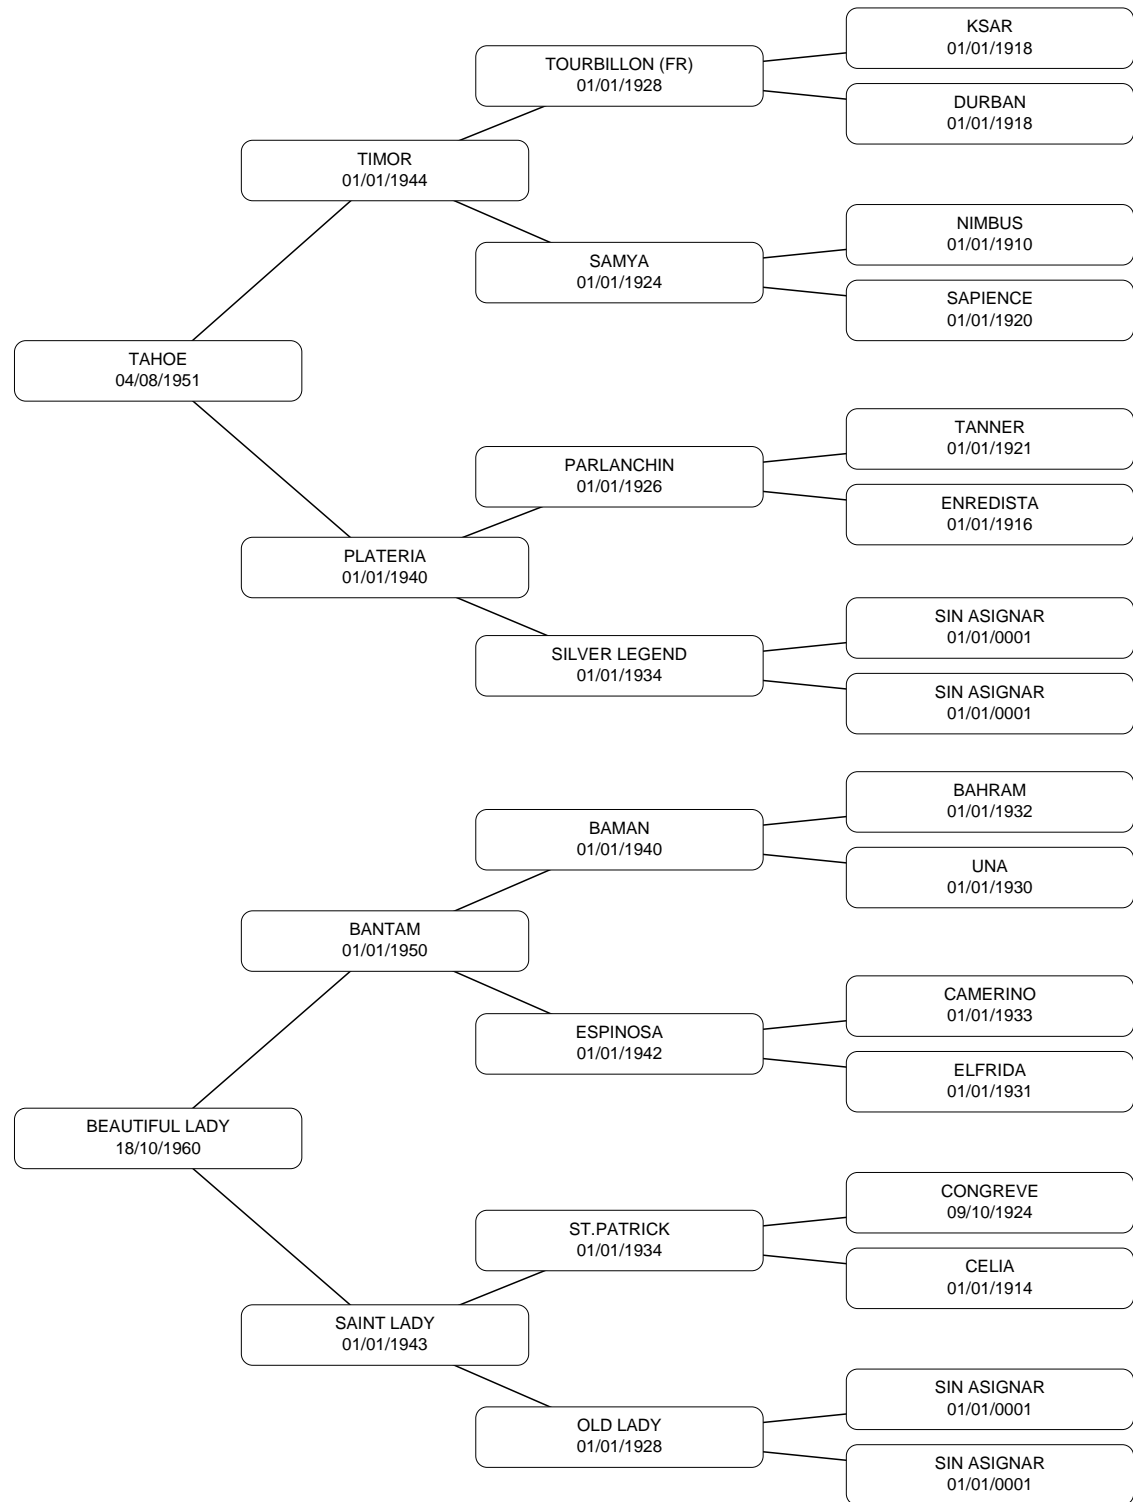 KSAR
01/01/1918
TOURBILLON (FR)
01/01/1928
DURBAN
01/01/1918
TIMOR
01/01/1944
NIMBUS
01/01/1910
SAMYA
01/01/1924
SAPIENCE
01/01/1920
TAHOE
04/08/1951
TANNER
01/01/1921
PARLANCHIN
01/01/1926
ENREDISTA
01/01/1916
PLATERIA
01/01/1940
SIN ASIGNAR
01/01/0001
SILVER LEGEND
01/01/1934
SIN ASIGNAR
01/01/0001
BAHRAM
01/01/1932
BAMAN
01/01/1940
UNA
01/01/1930
BANTAM
01/01/1950
CAMERINO
01/01/1933
ESPINOSA
01/01/1942
ELFRIDA
01/01/1931
BEAUTIFUL LADY
18/10/1960
CONGREVE
09/10/1924
ST.PATRICK
01/01/1934
CELIA
01/01/1914
SAINT LADY
01/01/1943
SIN ASIGNAR
01/01/0001
OLD LADY
01/01/1928
SIN ASIGNAR
01/01/0001